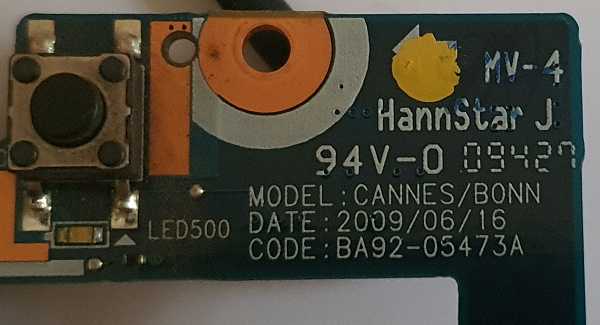 MV-4
HannStar J
94V-0 09427
LED500
MODEL:CANNES/BONN
DATE:2009/06/16
CODE:BA92-05473A